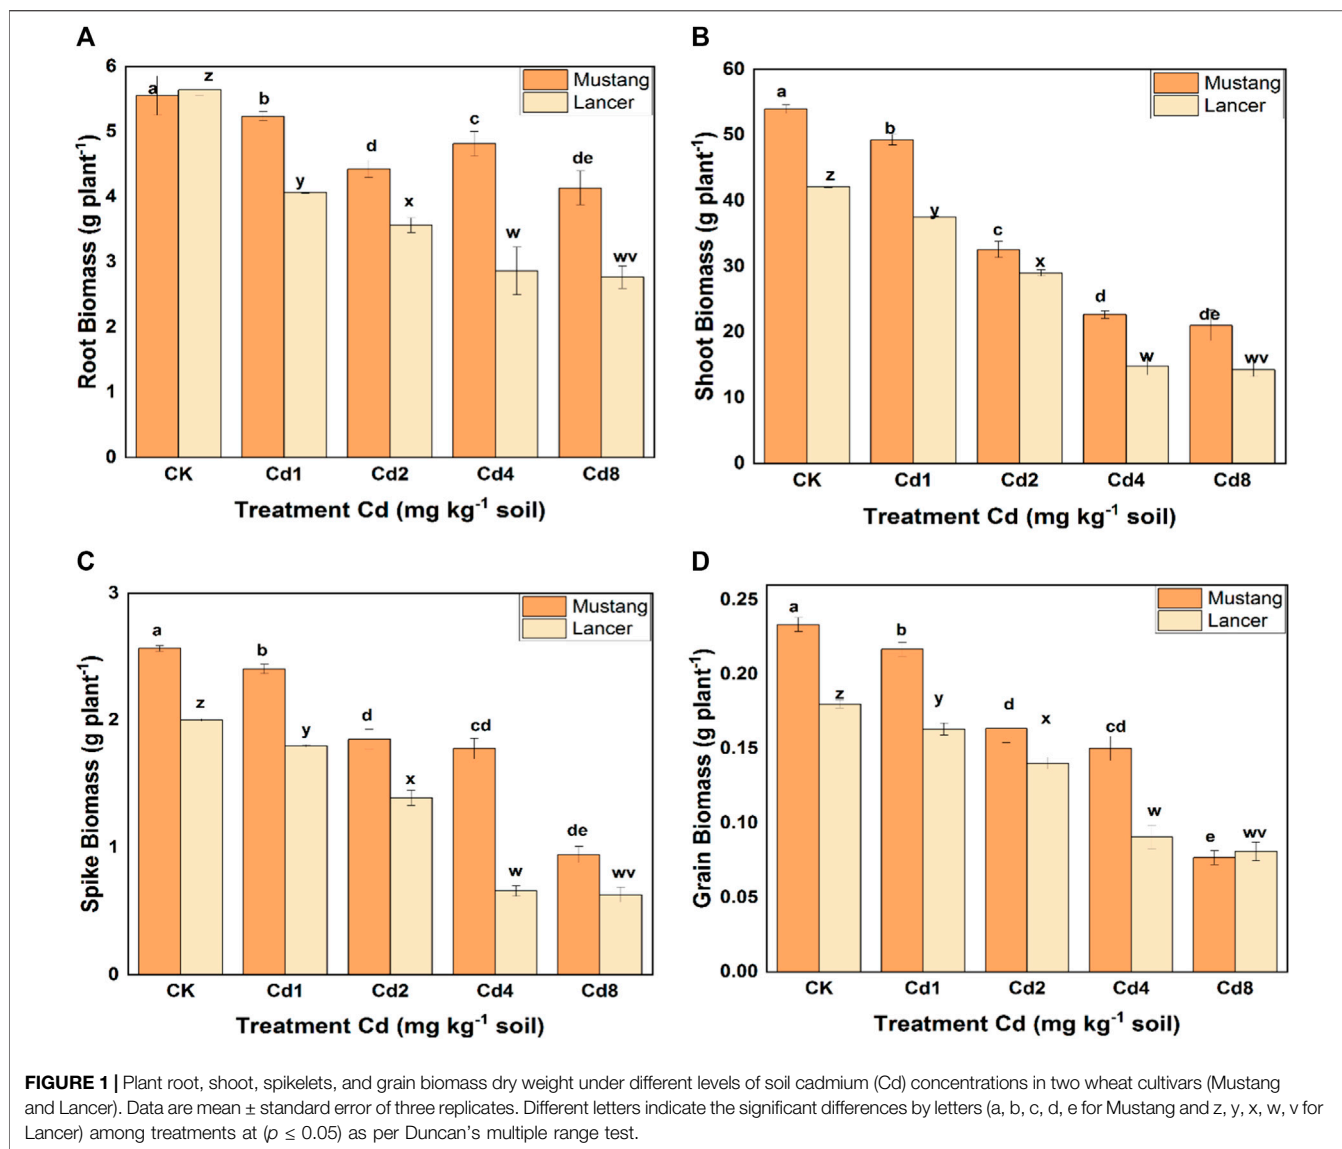 A
6
5
4
3
2
1
0
Root Biomass (g plant-1)
Mustang
Lancer
a
z
b
y
d
x
c
w
de
wv
CK Cd1 Cd2 Cd4 Cd8
Treatment Cd (mg kg-1 soil)
B
60
50
40
30
20
10
0
Shoot Biomass (g plant-1)
Mustang
Lancer
a
z
b
y
c
x
d
w
de
wv
CK Cd1 Cd2 Cd4 Cd8
Treatment Cd (mg kg-1 soil)
C
3
2
1
0
Spike Biomass (g plant-1)
Mustang
Lancer
a
z
b
y
d
x
cd
w
de
wv
CK Cd1 Cd2 Cd4 Cd8
Treatment Cd (mg kg-1 soil)
D
0.25
0.20
0.15
0.10
0.05
0.00
Grain Biomass (g plant-1)
Mustang
Lancer
a
z
b
y
d
x
cd
w
e
wv
CK Cd1 Cd2 Cd4 Cd8
Treatment Cd (mg kg-1 soil)
FIGURE 1 | Plant root, shoot, spikelets, and grain biomass dry weight under different levels of soil cadmium (Cd) concentrations in two wheat cultivars (Mustang
and Lancer). Data are mean ± standard error of three replicates. Different letters indicate the significant differences by letters (a, b, c, d, e for Mustang and z, y, x, w, v for
Lancer) among treatments at (p ≤ 0.05) as per Duncan's multiple range test.